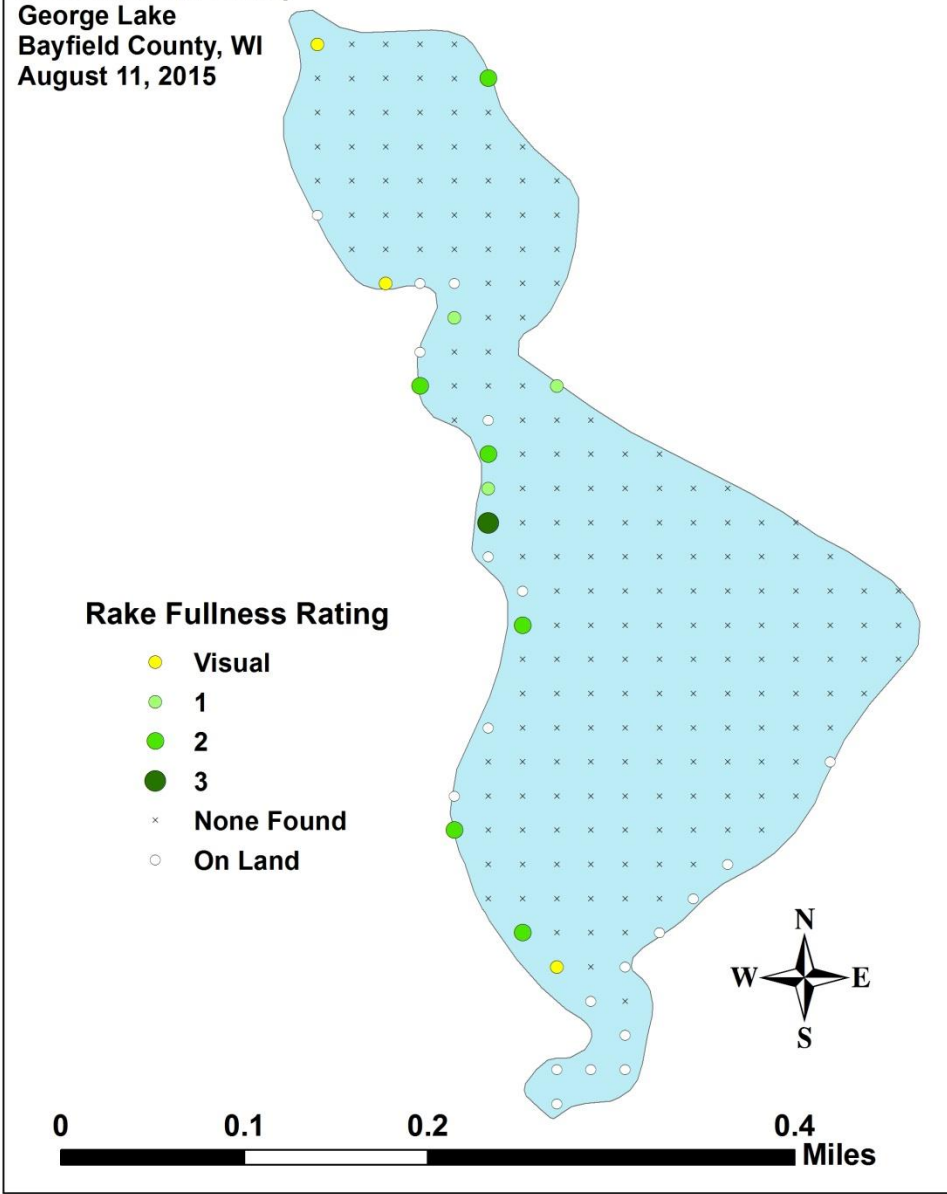 George Lake
Bayfield County, WI
August 11, 2015
Rake Fullness Rating
Visual
1
2
3
None Found
On Land
N
W E
S
0 0.1 0.2 0.4
Miles